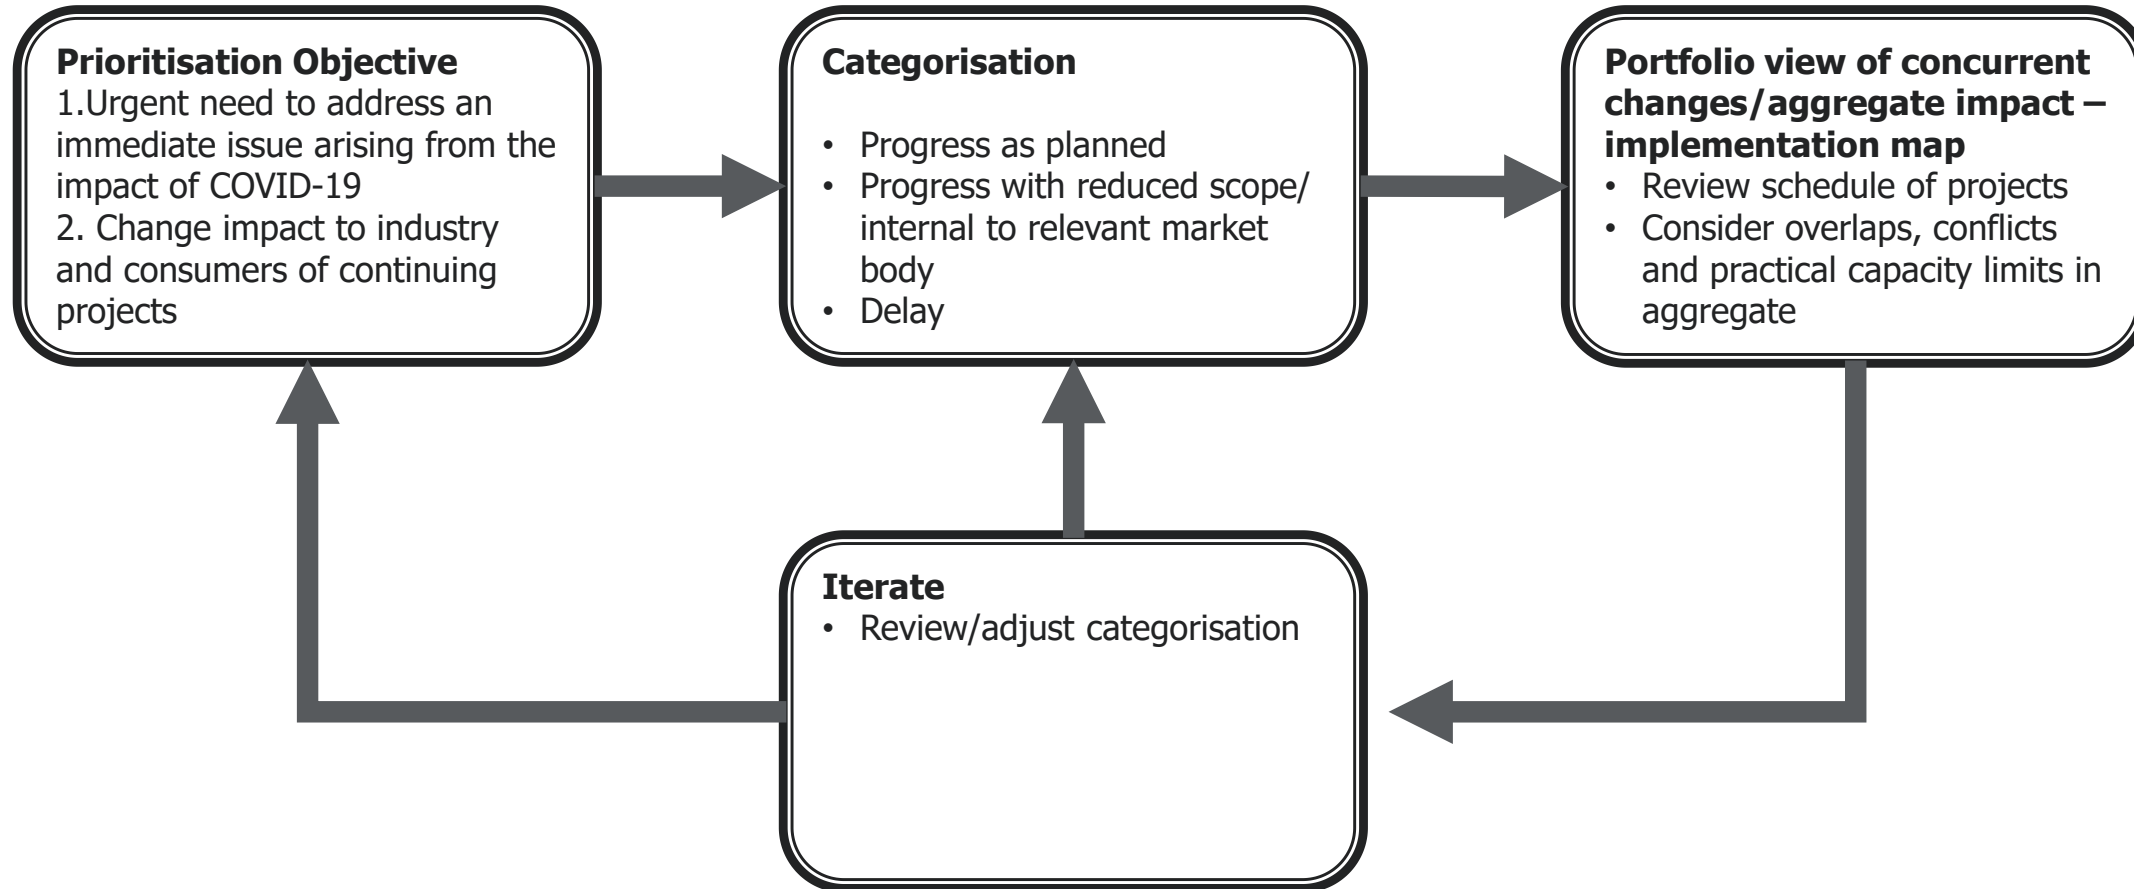 Prioritisation Objective
1.Urgent need to address an
immediate issue arising from the
impact of COVID-19
2. Change impact to industry
and consumers of continuing
projects
Categorisation
• Progress as planned
• Progress with reduced scope/
internal to relevant market
body
• Delay
Portfolio view of concurrent
changes/aggregate impact –
implementation map
• Review schedule of projects
• Consider overlaps, conflicts
and practical capacity limits in
aggregate
Iterate
• Review/adjust categorisation